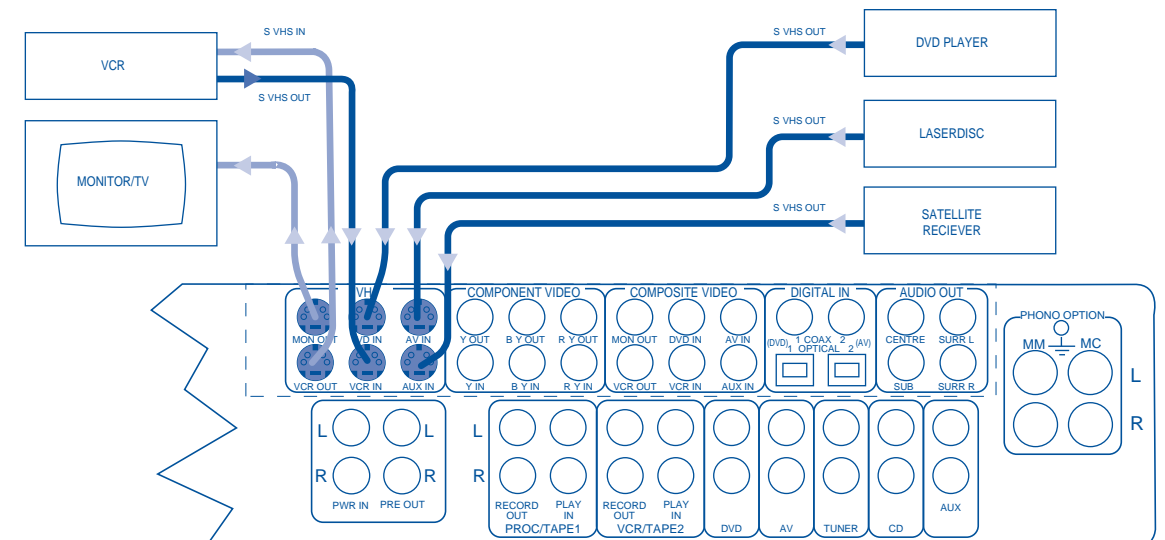 S VHS IN
VCR
S VHS OUT
MONITOR/TV
S VHS OUT
DVD PLAYER
S VHS OUT
LASERDISC
S VHS OUT
SATELLITE
RECIEVER
COMPONENT VIDEO
COMPOSITE VIDEO
DIGITAL IN
AUDIO OUT
MON OUT
AV IN
Y OUT
B Y OUT
R Y OUT
MON OUT
DVD IN
AV IN
(DVD)
1 COAX 2
1 OPTICAL 2
(AV)
CENTRE
SURR L
VCR OUT
VCR IN
AUX IN
Y IN
B Y IN
R Y IN
VCR OUT
VCR IN
AUX IN
SUB
SURR R
PHONO OPTION
MM
MC
L
R
L
L
R
R
PWR IN
PRE OUT
L
R
RECORD
OUT
PLAY
IN
PROC/TAPE1
RECORD
OUT
PLAY
IN
VCR/TAPE2
DVD
AV
TUNER
CD
AUX